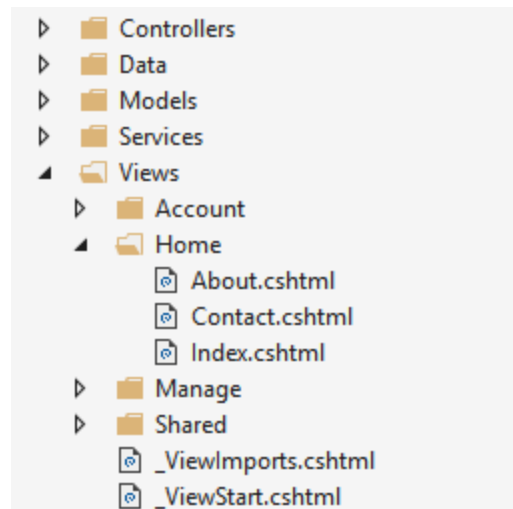 Controllers
Data
Models
Services
Views
Account
Home
About.cshtml
Contact.cshtml
Index.cshtml
Manage
Shared
_ViewImports.cshtml
_ViewStart.cshtml